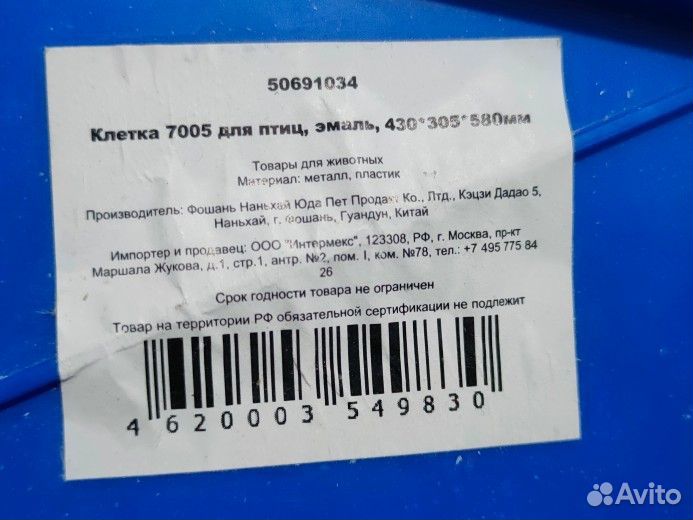 50691034
Клетка 7005 для птиц, эмаль, 430*305*580мм
Товары для животных
Материал: металл, пластик
Производитель: Фошань Наньхай Юда Пет Продакт Ко., Лтд., Кэцзи Дадао 5,
Наньхай, г. Фошань, Гуандун, Китай
Импортер и продавец: ООО "Интермекс", 123308, РФ, г. Москва, пр-кт
Маршала Жукова, д.1, стр.1, антр. №2, пом. I, ком. №78, тел.: +7 495 775 84
26
Срок годности товара не ограничен
Товар на территории РФ обязательной сертификации не подлежит
4 620003 549830
Avito